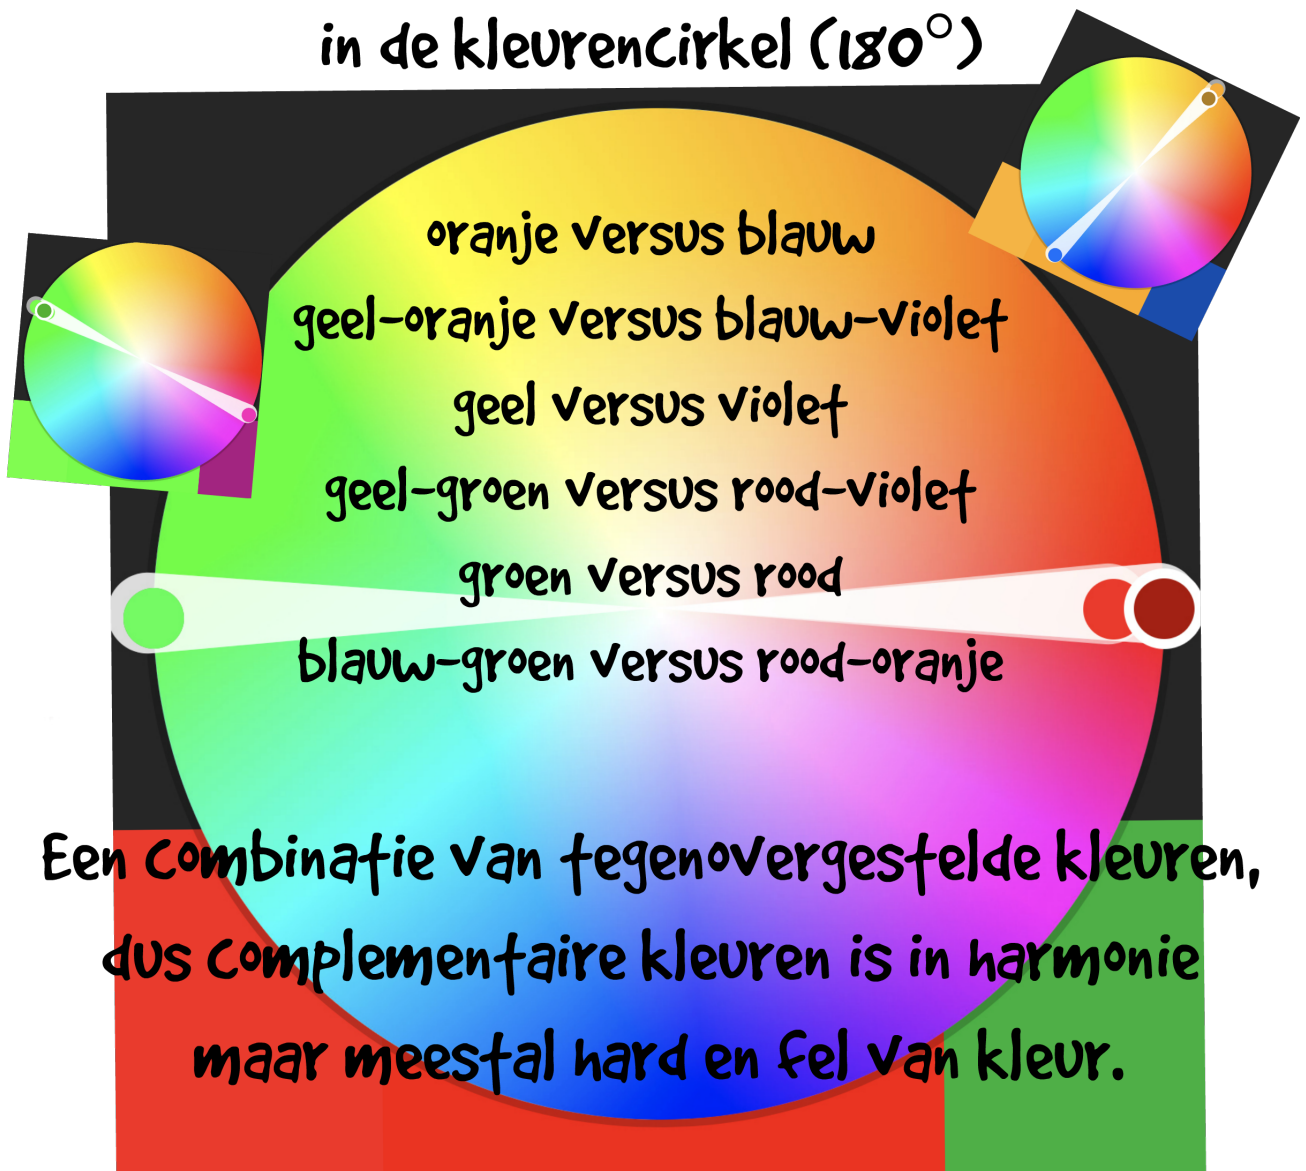 in de kleurencirkel (180°)
oranje versus blauw
geel-oranje versus blauw-violet
geel versus violet
geel-groen versus rood-violet
groen versus rood
blauw-groen versus rood-oranje
Een combinatie van tegenovergestelde kleuren,
dus complementaire kleuren is in harmonie
maar meestal hard en fel van kleur.